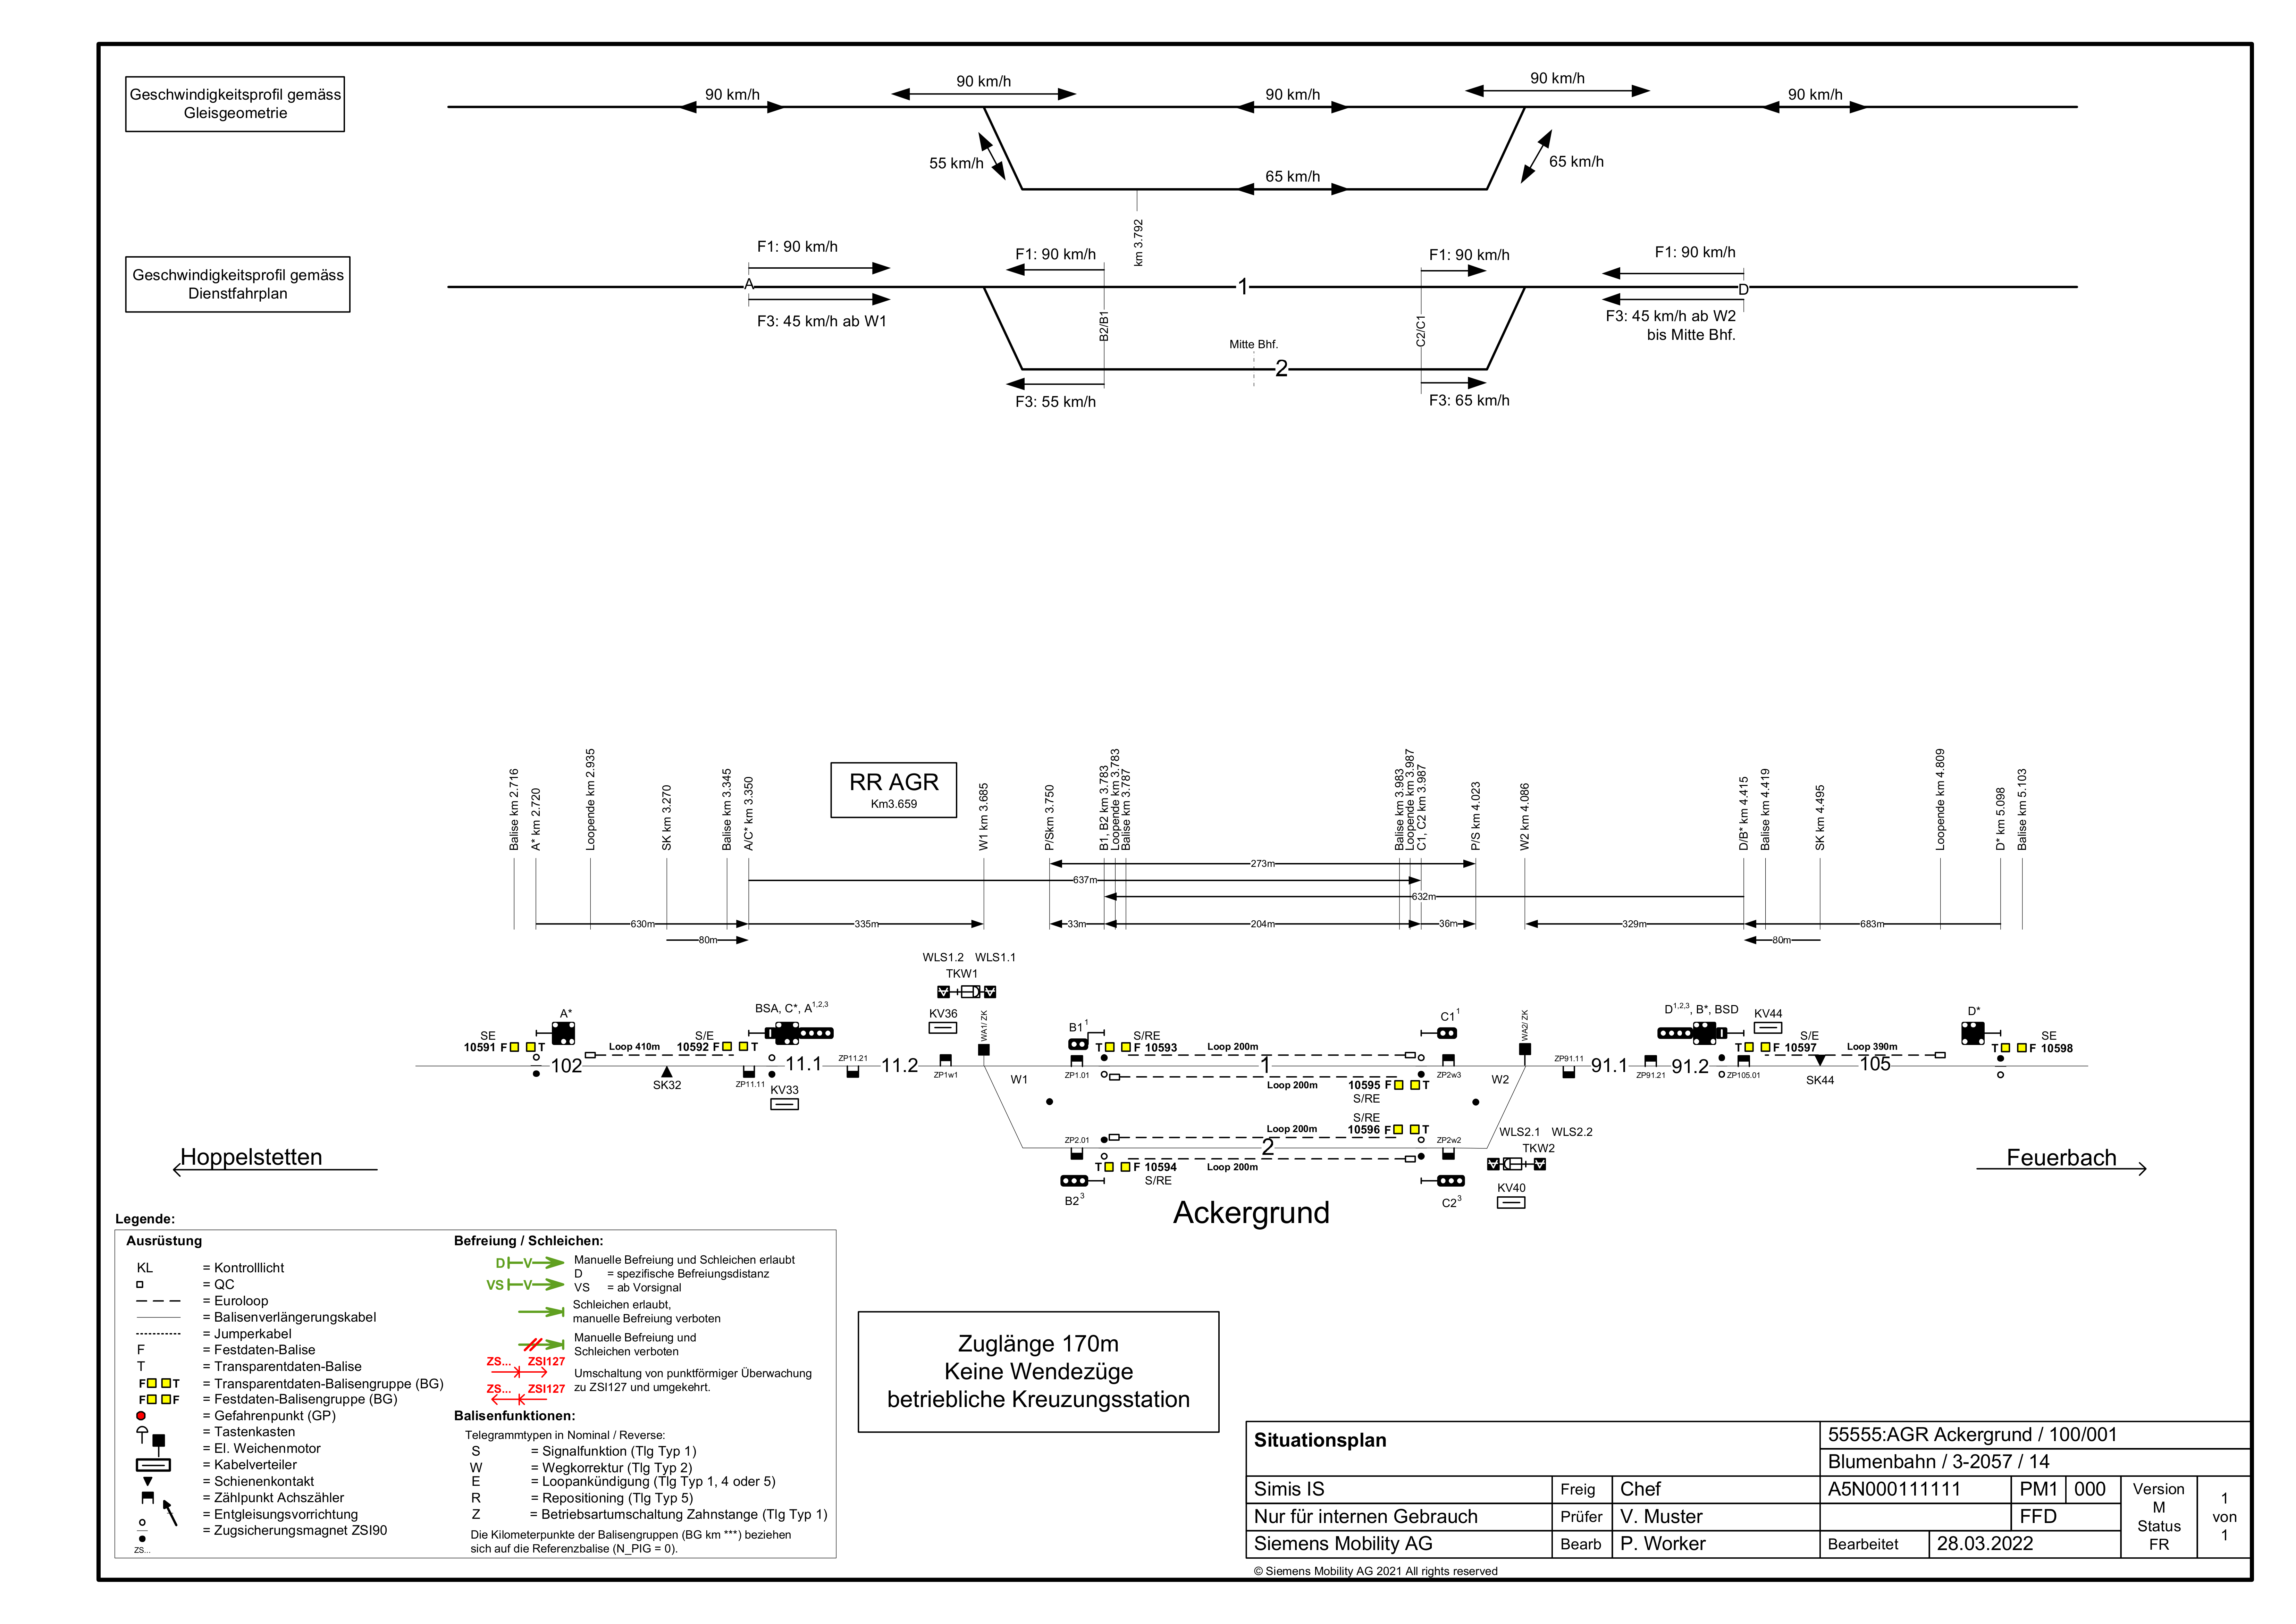 Geschwindigkeitsprofil gemäss
Gleisgeometrie
90 km/h
90 km/h
90 km/h
90 km/h
90 km/h
55 km/h
65 km/h
65 km/h
km 3.792
Geschwindigkeitsprofil gemäss
Dienstfahrplan
F1: 90 km/h
F1: 90 km/h
F1: 90 km/h
F1: 90 km/h
A
1
D
F3: 45 km/h ab W1
B2/B1
C2/C1
F3: 45 km/h ab W2
bis Mitte Bhf.
Mitte Bhf.
2
F3: 55 km/h
F3: 65 km/h
RR AGR
Km3.659
Balise km 2.716
A* km 2.720
Loopende km 2.935
SK km 3.270
Balise km 3.345
A/C* km 3.350
W1 km 3.685
P/Skm 3.750
B1, B2 km 3.783
Loopende km 3.783
Balise km 3.787
Balise km 3.983
Loopende km 3.987
C1, C2 km 3.987
P/S km 4.023
W2 km 4.086
D/B* km 4.415
Balise km 4.419
SK km 4.495
Loopende km 4.809
D* km 5.098
Balise km 5.103
273m
637m
632m
630m
335m
33m
204m
36m
329m
683m
80m
80m
WLS1.2 WLS1.1
TKW1
A*
BSA, C*, A1,2,3
KV36
WA1/ ZK
B1 1
C1 1
WA2/ ZK
D1,2,3, B*, BSD
KV44
D*
SE
10591 F T
Loop 410m
S/E
10592 F T
S/RE
T F 10593
Loop 200m
S/E
T F 10597
Loop 390m
SE
T F 10598
102
SK32
ZP11.11
11.1
ZP11.21
11.2
ZP1w1
W1
ZP1.01
1
ZP2w3
W2
ZP91.11
91.1
ZP91.21
91.2
ZP105.01
SK44
105
KV33
Loop 200m
10595 F T
S/RE
S/RE
10596 F T
Loop 200m
ZP2.01
2
ZP2w2
WLS2.1 WLS2.2
TKW2
T F 10594
S/RE
Loop 200m
KV40
B2 3
C2 3
Hoppelstetten
Feuerbach
Ackergrund
Legende:
Ausrüstung
KL = Kontrolllicht
= QC
= Euroloop
= Balisenverlängerungskabel
= Jumperkabel
F = Festdaten-Balise
T = Transparentdaten-Balise
F T = Transparentdaten-Balisengruppe (BG)
F F = Festdaten-Balisengruppe (BG)
= Gefahrenpunkt (GP)
= Tastenkasten
= El. Weichenmotor
= Kabelverteiler
= Schienenkontakt
= Zählpunkt Achszähler
= Entgleisungsvorrichtung
= Zugsicherungsmagnet ZSI90
ZS...
Befreiung / Schleichen:
D V Manuelle Befreiung und Schleichen erlaubt
D = spezifische Befreiungsdistanz
VS V VS = ab Vorsignal
Schleichen erlaubt,
manuelle Befreiung verboten
Manuelle Befreiung und
Schleichen verboten
ZS... ZSI127
Umschaltung von punktförmiger Überwachung
zu ZSI127 und umgekehrt.
ZS... ZSI127
Balisenfunktionen:
Telegrammtypen in Nominal / Reverse:
S = Signalfunktion (Tlg Typ 1)
W = Wegkorrektur (Tlg Typ 2)
E = Loopankündigung (Tlg Typ 1, 4 oder 5)
R = Repositioning (Tlg Typ 5)
Z = Betriebsartumschaltung Zahnstange (Tlg Typ 1)
Die Kilometerpunkte der Balisengruppen (BG km ***) beziehen
sich auf die Referenzbalise (N_PIG = 0).
Zuglänge 170m
Keine Wendezüge
betriebliche Kreuzungsstation
Situationsplan
55555:AGR Ackergrund / 100/001
Blumenbahn / 3-2057 / 14
Simis IS
Freig
Chef
A5N000111111
PM1
000
Nur für internen Gebrauch
Prüfer
V. Muster
FFD
Siemens Mobility AG
Bearb
P. Worker
Bearbeitet
28.03.2022
Version
M
Status
FR
1
von
1
© Siemens Mobility AG 2021 All rights reserved